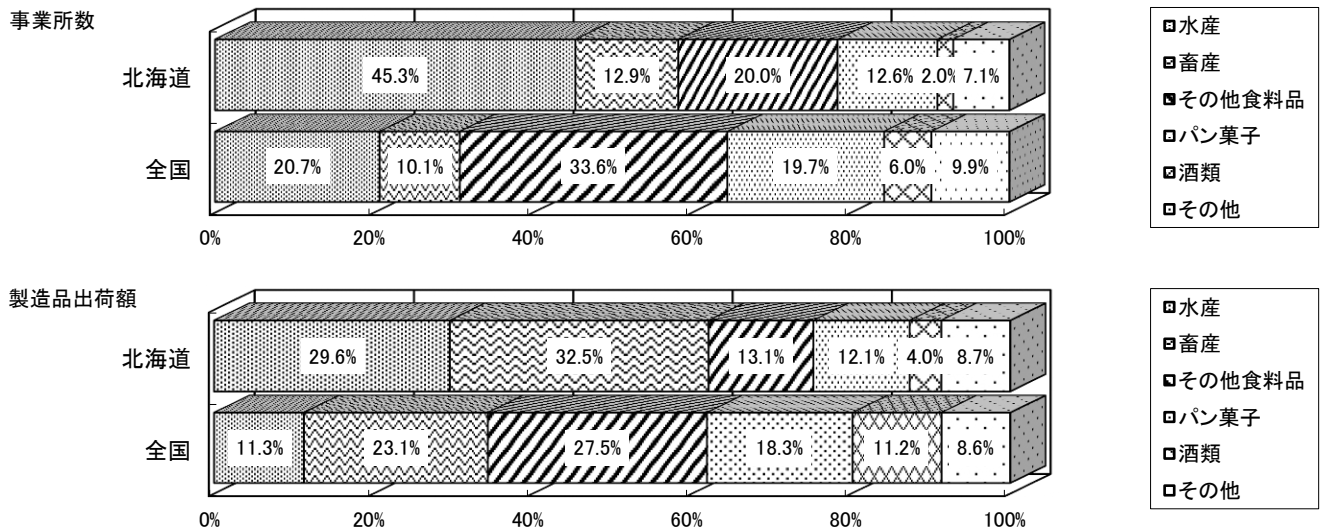 事業所数
北海道
45.3% 12.9% 20.0% 12.6% 2.0% 7.1%
全国
20.7% 10.1% 33.6% 19.7% 6.0% 9.9%
0% 20% 40% 60% 80% 100%
水産
畜産
その他食料品
パン菓子
酒類
その他
製造品出荷額
北海道
29.6% 32.5% 13.1% 12.1% 4.0% 8.7%
全国
11.3% 23.1% 27.5% 18.3% 11.2% 8.6%
0% 20% 40% 60% 80% 100%
水産
畜産
その他食料品
パン菓子
酒類
その他